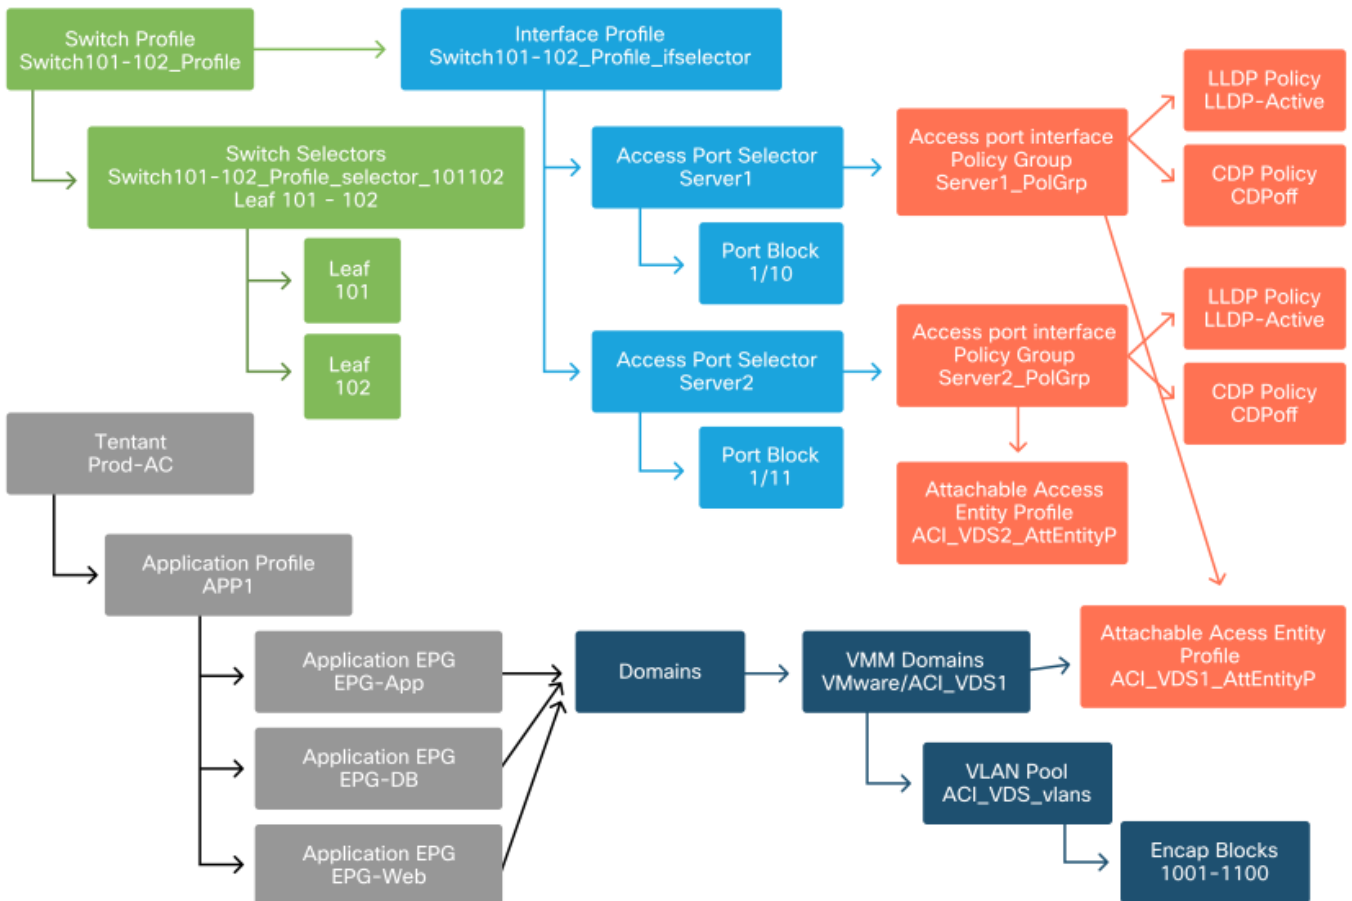 Switch Profile
Switch101-102_Profile
Interface Profile
Switch101-102_Profile_ifselector
LLDP Policy
LLDP-Active
Switch Selectors
Switch101-102_Profile_selector_101102
Leaf 101 - 102
Access Port Selector
Server1
Access port interface
Policy Group
Server1_PolGrp
CDP Policy
CDPoff
Leaf
101
Port Block
1/10
LLDP Policy
LLDP-Active
Leaf
102
Access Port Selector
Server2
Access port interface
Policy Group
Server2_PolGrp
CDP Policy
CDPoff
Tentant
Prod-AC
Port Block
1/11
Attachable Access
Entity Profile
ACI_VDS2_AttEntityP
Application Profile
APP1
Application EPG
EPG-App
Domains
VMM Domains
VMware/ACI_VDS1
Attachable Acess Entity
Profile
ACI_VDS1_AttEntityP
Application EPG
EPG-DB
VLAN Pool
ACI_VDS_vlans
Application EPG
EPG-Web
Encap Blocks
1001-1100